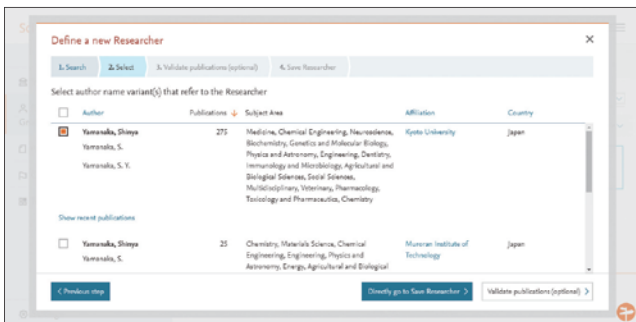 Define a new Researcher
×
1. Search 2. Select 3. Validate publications (optional) 4. Save Researcher
Select author name variant(s) that refer to the Researcher
Author Publications Subject Area Affiliation Country
Yamanaka, Shinya 275 Medicine, Chemical Engineering, Neuroscience, Kyoto University Japan
Yamanaka, S. Biochemistry, Genetics and Molecular Biology,
Physics and Astronomy, Engineering, Dentistry,
Yamanaka, S. Y. Immunology and Microbiology, Agricultural and
Biological Sciences, Social Sciences,
Multidisciplinary, Veterinary, Pharmacology,
Toxicology and Pharmaceutics, Chemistry
Show recent publications
Yamanaka, Shinya 25 Chemistry, Materials Science, Chemical Muroran Institute of Japan
Yamanaka, S. Engineering, Engineering, Physics and Technology
Astronomy, Energy, Agricultural and Biological
< Previous step Directly go to Save Researcher > Validate publications (optional) >